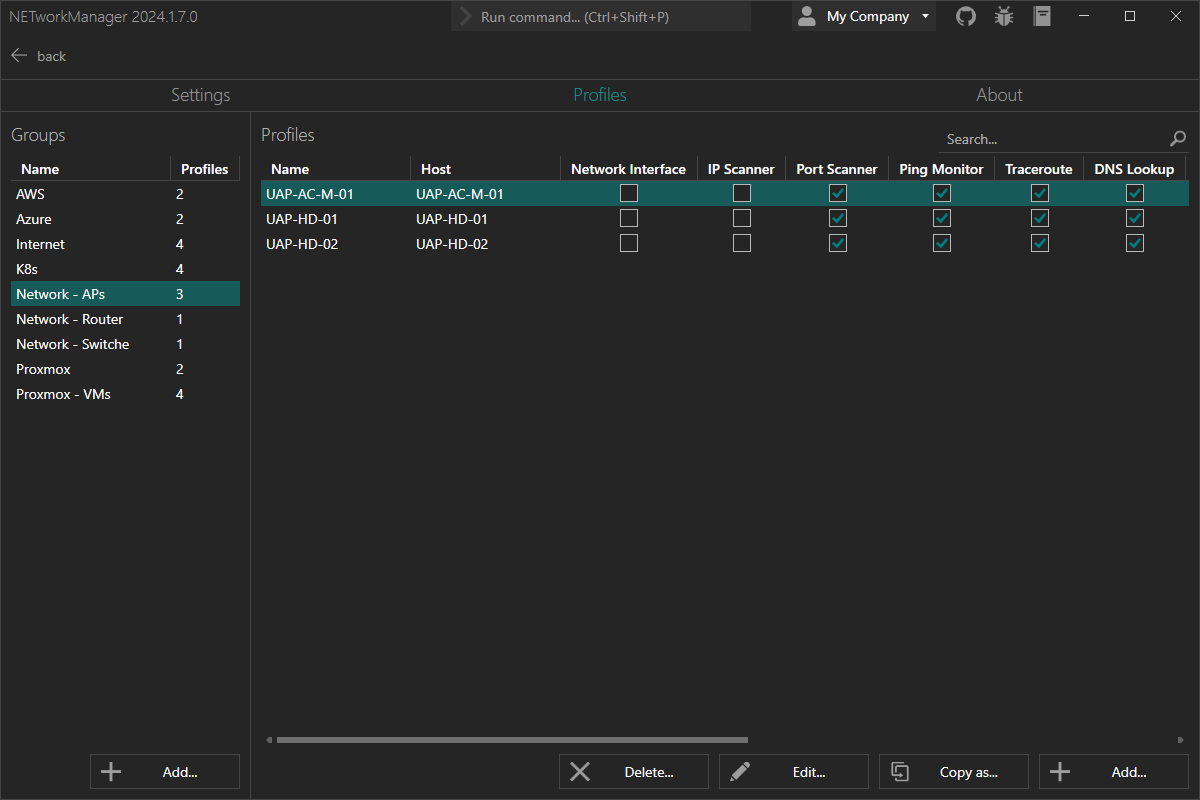 NETworkManager 2024.1.7.0
Run command... (Ctrl+Shift+P)
My Company
back
Settings
Profiles
About
Groups
Name Profiles
AWS 2
Azure 2
Internet 4
K8s 4
Network - APs 3
Network - Router 1
Network - Switche 1
Proxmox 2
Proxmox - VMs 4
Add...
Profiles
Search...
Name Host Network Interface IP Scanner Port Scanner Ping Monitor Traceroute DNS Lookup
UAP-AC-M-01 UAP-AC-M-01
UAP-HD-01 UAP-HD-01
UAP-HD-02 UAP-HD-02
Delete...
Edit...
Copy as...
Add...